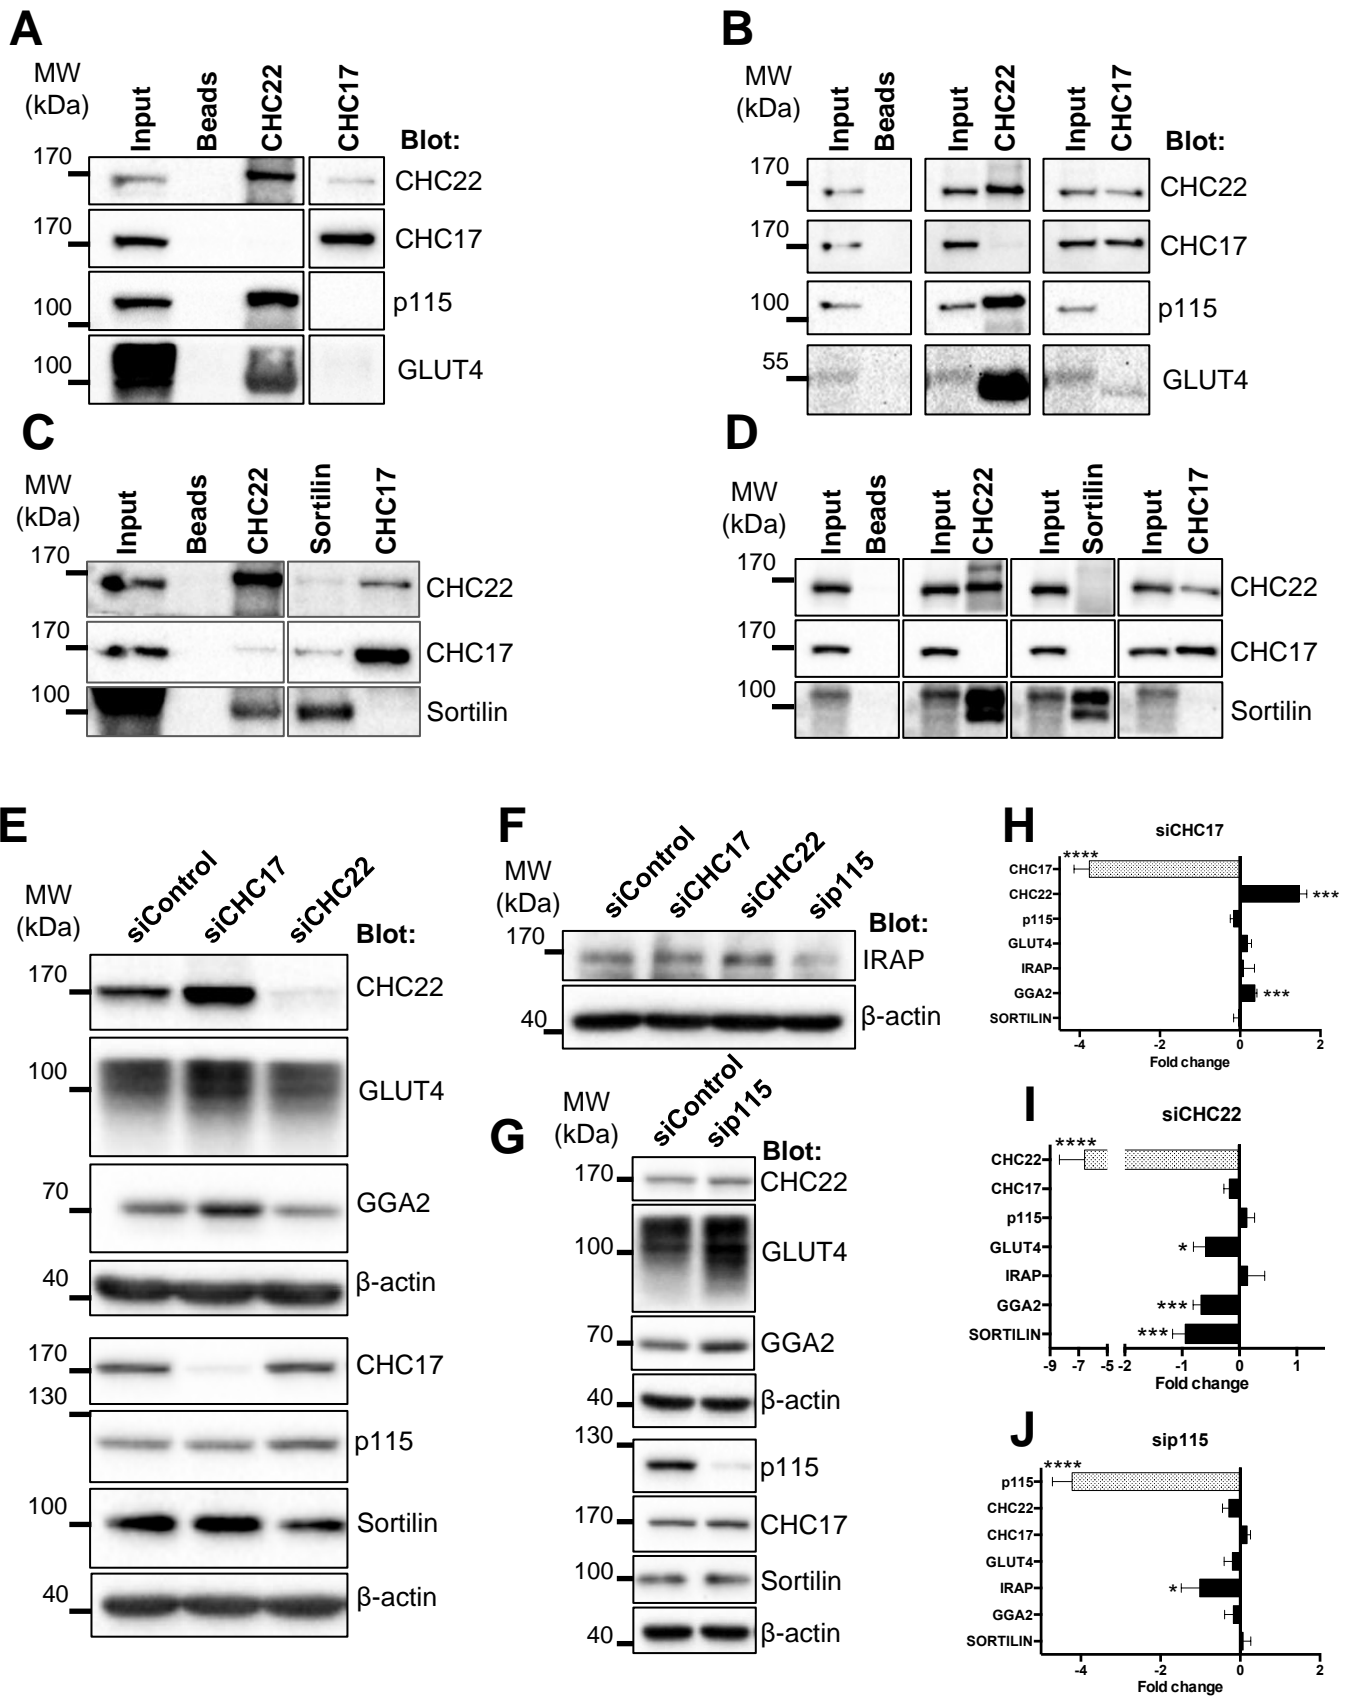 A
MW
(kDa)
Input
Beads
CHC22
CHC17
Blot:
170
CHC22
170
CHC17
100
p115
100
GLUT4
B
MW
(kDa)
Input
Beads
Input
CHC22
Input
CHC17
Blot:
170
CHC22
170
CHC17
100
p115
55
GLUT4
C
MW
(kDa)
Input
Beads
CHC22
Sortilin
CHC17
170
CHC22
170
CHC17
100
Sortilin
D
MW
(kDa)
Input
Beads
Input
CHC22
Input
Sortilin
Input
CHC17
170
CHC22
170
CHC17
100
Sortilin
E
MW
(kDa)
siControl
siCHC17
siCHC22
Blot:
170
CHC22
100
GLUT4
70
GGA2
40
β-actin
170
CHC17
130
p115
100
Sortilin
40
β-actin
F
MW
(kDa)
siControl
siCHC17
siCHC22
sip115
Blot:
170
IRAP
40
β-actin
G
MW
(kDa)
siControl
sip115
Blot:
170
CHC22
100
GLUT4
70
GGA2
40
β-actin
130
p115
170
CHC17
100
Sortilin
40
β-actin
H
siCHC17
****
CHC17
CHC22
***
p115
GLUT4
IRAP
GGA2
***
SORTILIN
-4 -2 0 2
Fold change
I
siCHC22
****
CHC22
CHC17
p115
GLUT4
*
IRAP
GGA2
***
SORTILIN
***
-9 -7 -5 -2 -1 0 1
Fold change
J
sip115
****
p115
CHC22
CHC17
GLUT4
IRAP
*
GGA2
SORTILIN
-4 -2 0 2
Fold change